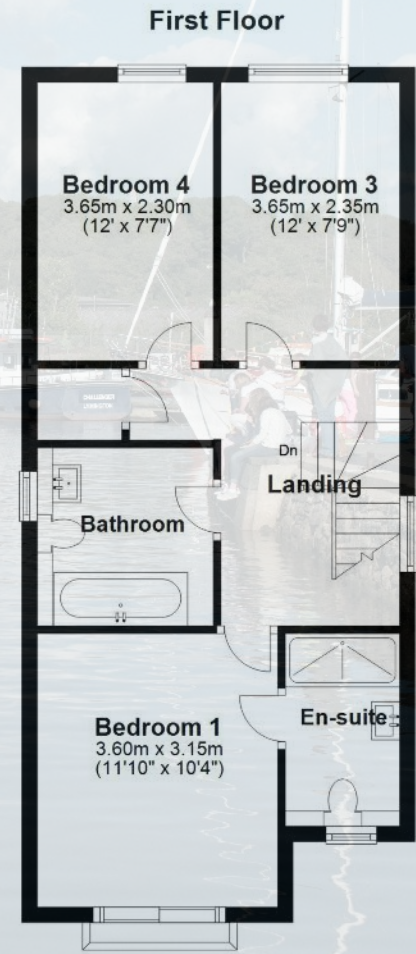 First Floor
Bedroom 4
3.65m x 2.30m
(12' x 7'7")
Bedroom 3
3.65m x 2.35m
(12' x 7'9")
Dn
Landing
Bathroom
Bedroom 1
3.60m x 3.15m
(11'10" x 10'4")
En-suite